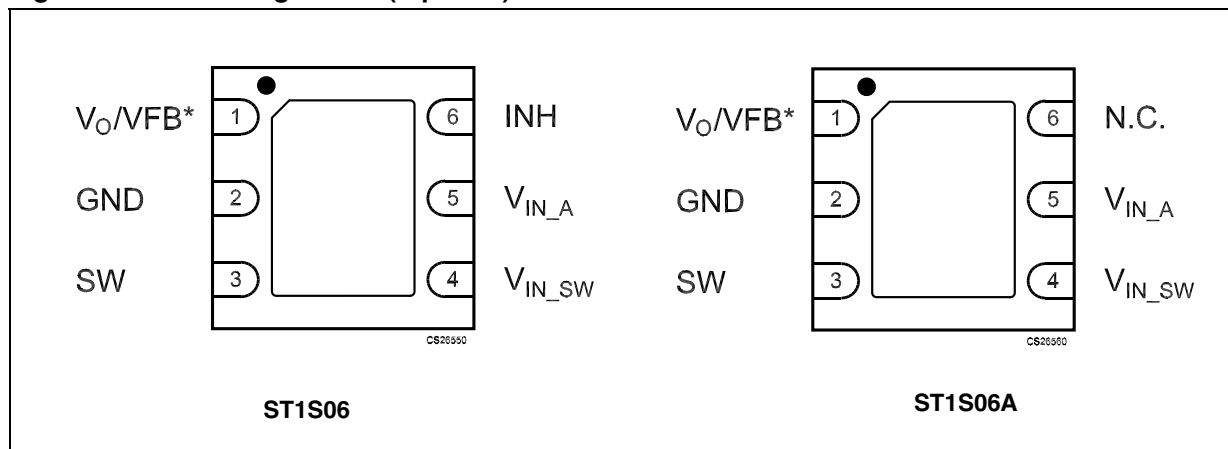 V_O/VFB* 1 6 INH
GND 2 5 V_IN_A
SW 3 4 V_IN_SW
CS26550
ST1S06
V_O/VFB* 1 6 N.C.
GND 2 5 V_IN_A
SW 3 4 V_IN_SW
CS26560
ST1S06A